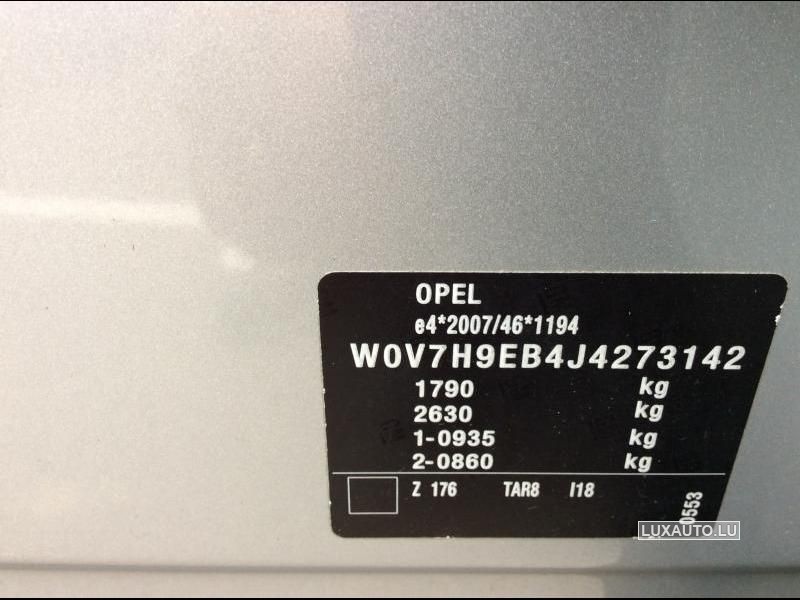 OPEL
e4*2007/46*1194
W0V7H9EB4J4273142
1790 kg
2630 kg
1-0935 kg
2-0860 kg
Z 176 TAR8 I18
0553
LUXAUTO.LU